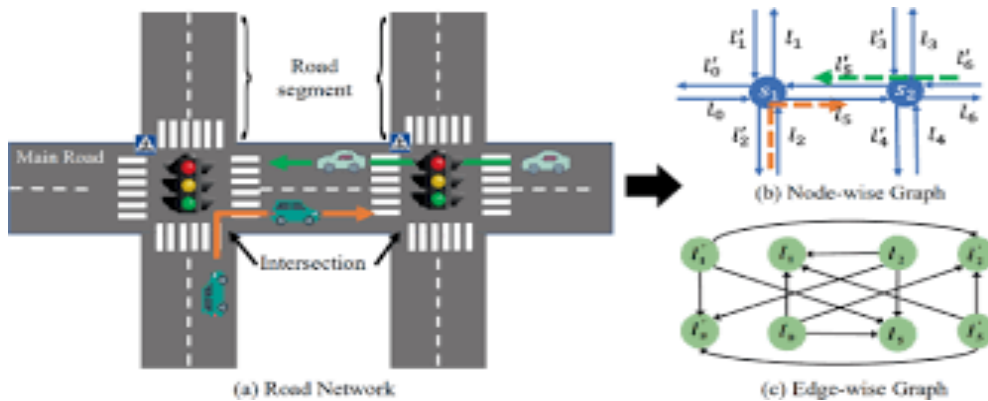 Road
segment
Main Road
Intersection
(a) Road Network
l'₁ l₁ l'₃ l₃
l'₀ l'₅ l'₆
s₁ s₂
l₀ l₅ l₆
l'₂ l₂ l'₄ l₄
(b) Node-wise Graph
(c) Edge-wise Graph